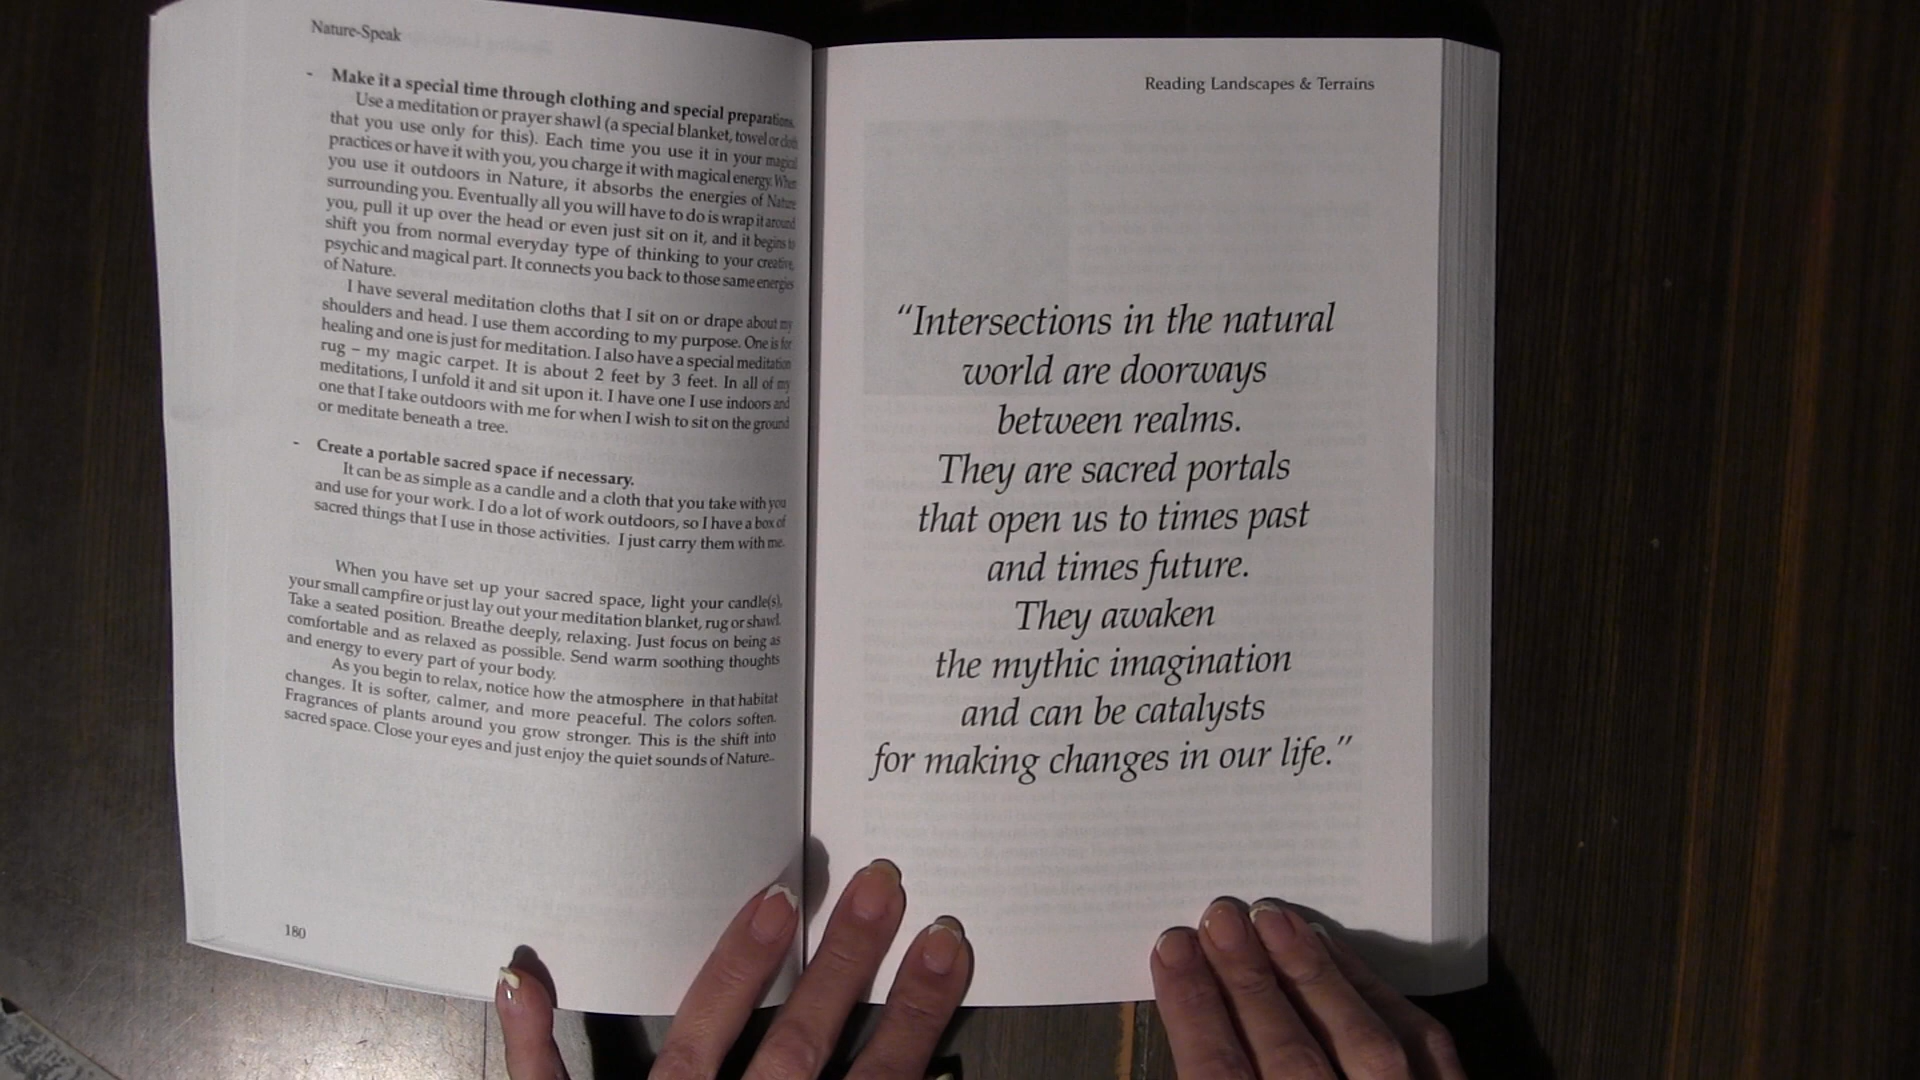 Nature-Speak
- Make it a special time through clothing and special preparations.
Use a meditation or prayer shawl (a special blanket, towel or cloth
that you use only for this). Each time you use it in your magical
practices or have it with you, you charge it with magical energy. When
you use it outdoors in Nature, it absorbs the energies of Nature
surrounding you. Eventually all you will have to do is wrap it around
you, pull it up over the head or even just sit on it, and it begins to
shift you from normal everyday type of thinking to your creative,
psychic and magical part. It connects you back to those same energies
of Nature.
I have several meditation cloths that I sit on or drape about my
shoulders and head. I use them according to my purpose. One is for
healing and one is just for meditation. I also have a special meditation
rug – my magic carpet. It is about 2 feet by 3 feet. In all of my
meditations, I unfold it and sit upon it. I have one I use indoors and
one that I take outdoors with me for when I wish to sit on the ground
or meditate beneath a tree.
- Create a portable sacred space if necessary.
It can be as simple as a candle and a cloth that you take with you
and use for your work. I do a lot of work outdoors, so I have a box of
sacred things that I use in those activities. I just carry them with me.
When you have set up your sacred space, light your candle(s),
your small campfire or just lay out your meditation blanket, rug or shawl.
Take a seated position. Breathe deeply, relaxing. Just focus on being as
comfortable and as relaxed as possible. Send warm soothing thoughts
and energy to every part of your body.
As you begin to relax, notice how the atmosphere in that habitat
changes. It is softer, calmer, and more peaceful. The colors soften.
Fragrances of plants around you grow stronger. This is the shift into
sacred space. Close your eyes and just enjoy the quiet sounds of Nature..
180
Reading Landscapes & Terrains
“Intersections in the natural
world are doorways
between realms.
They are sacred portals
that open us to times past
and times future.
They awaken
the mythic imagination
and can be catalysts
for making changes in our life.”